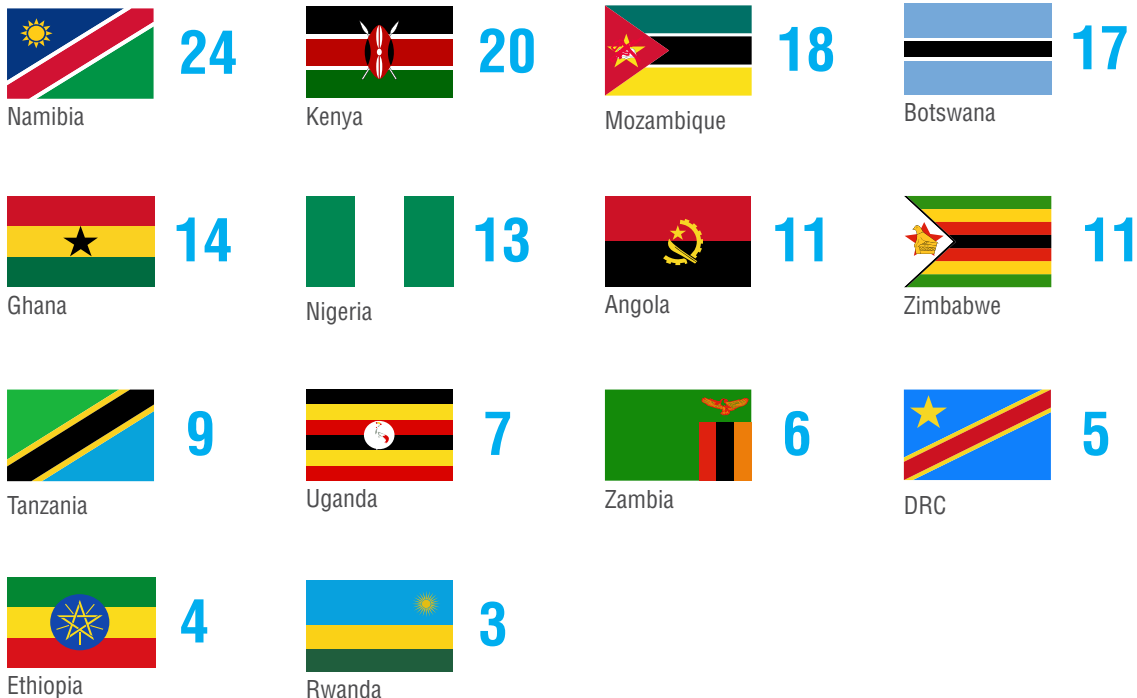 24
Namibia
20
Kenya
18
Mozambique
17
Botswana
14
Ghana
13
Nigeria
11
Angola
11
Zimbabwe
9
Tanzania
7
Uganda
6
Zambia
5
DRC
4
Ethiopia
3
Rwanda